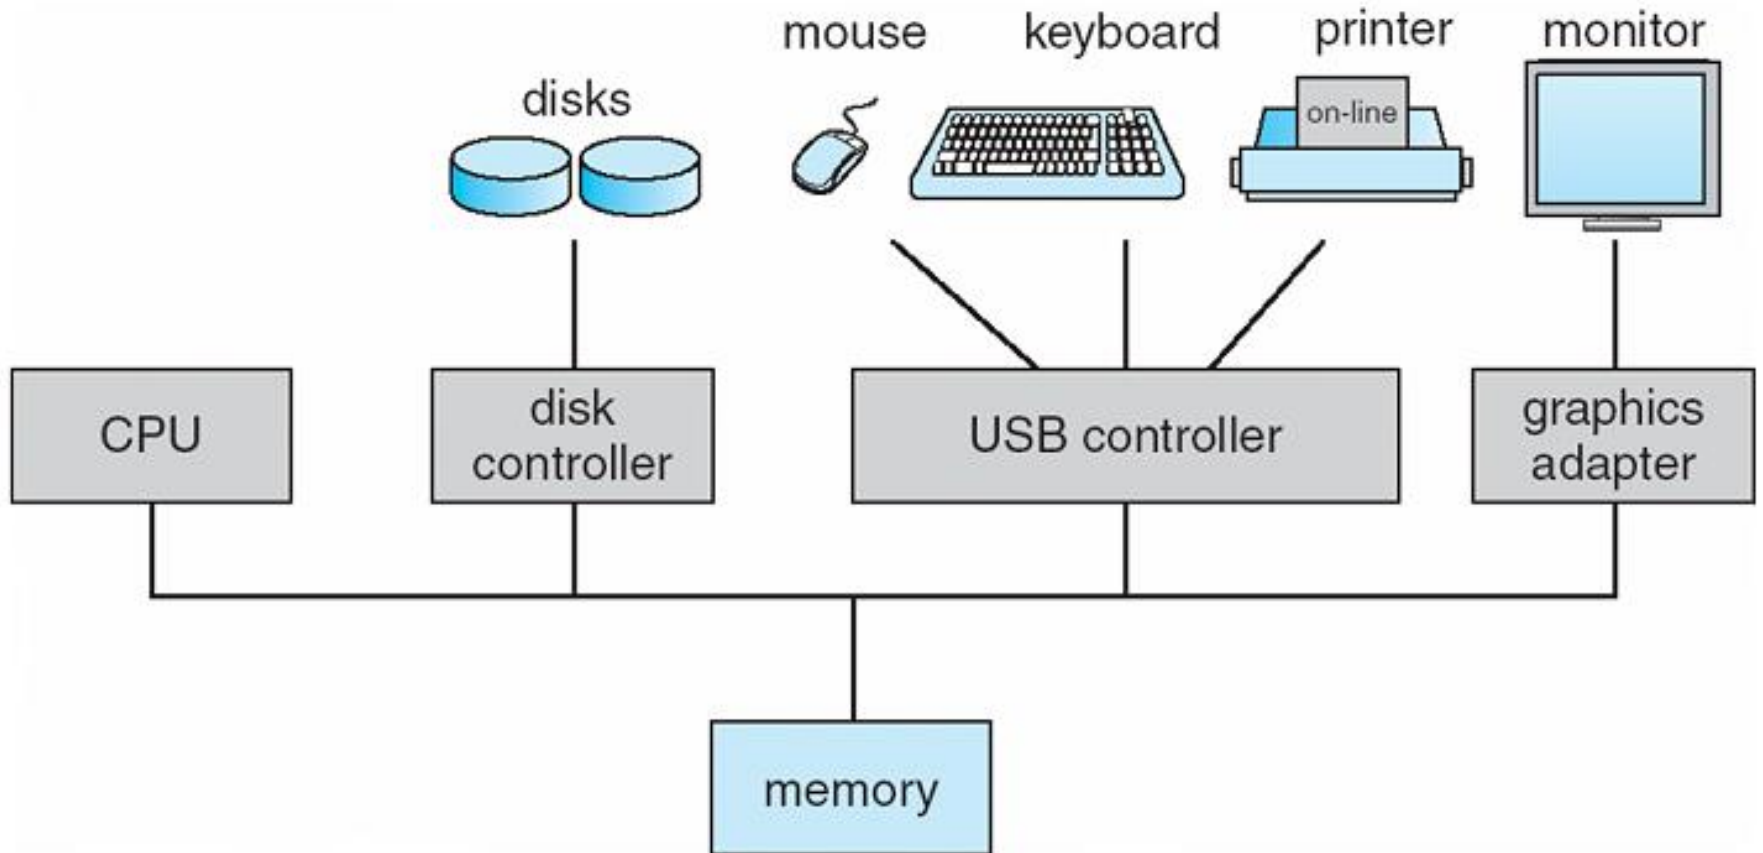 mouse
keyboard
printer
monitor
disks
on-line
CPU
disk
controller
USB controller
graphics
adapter
memory